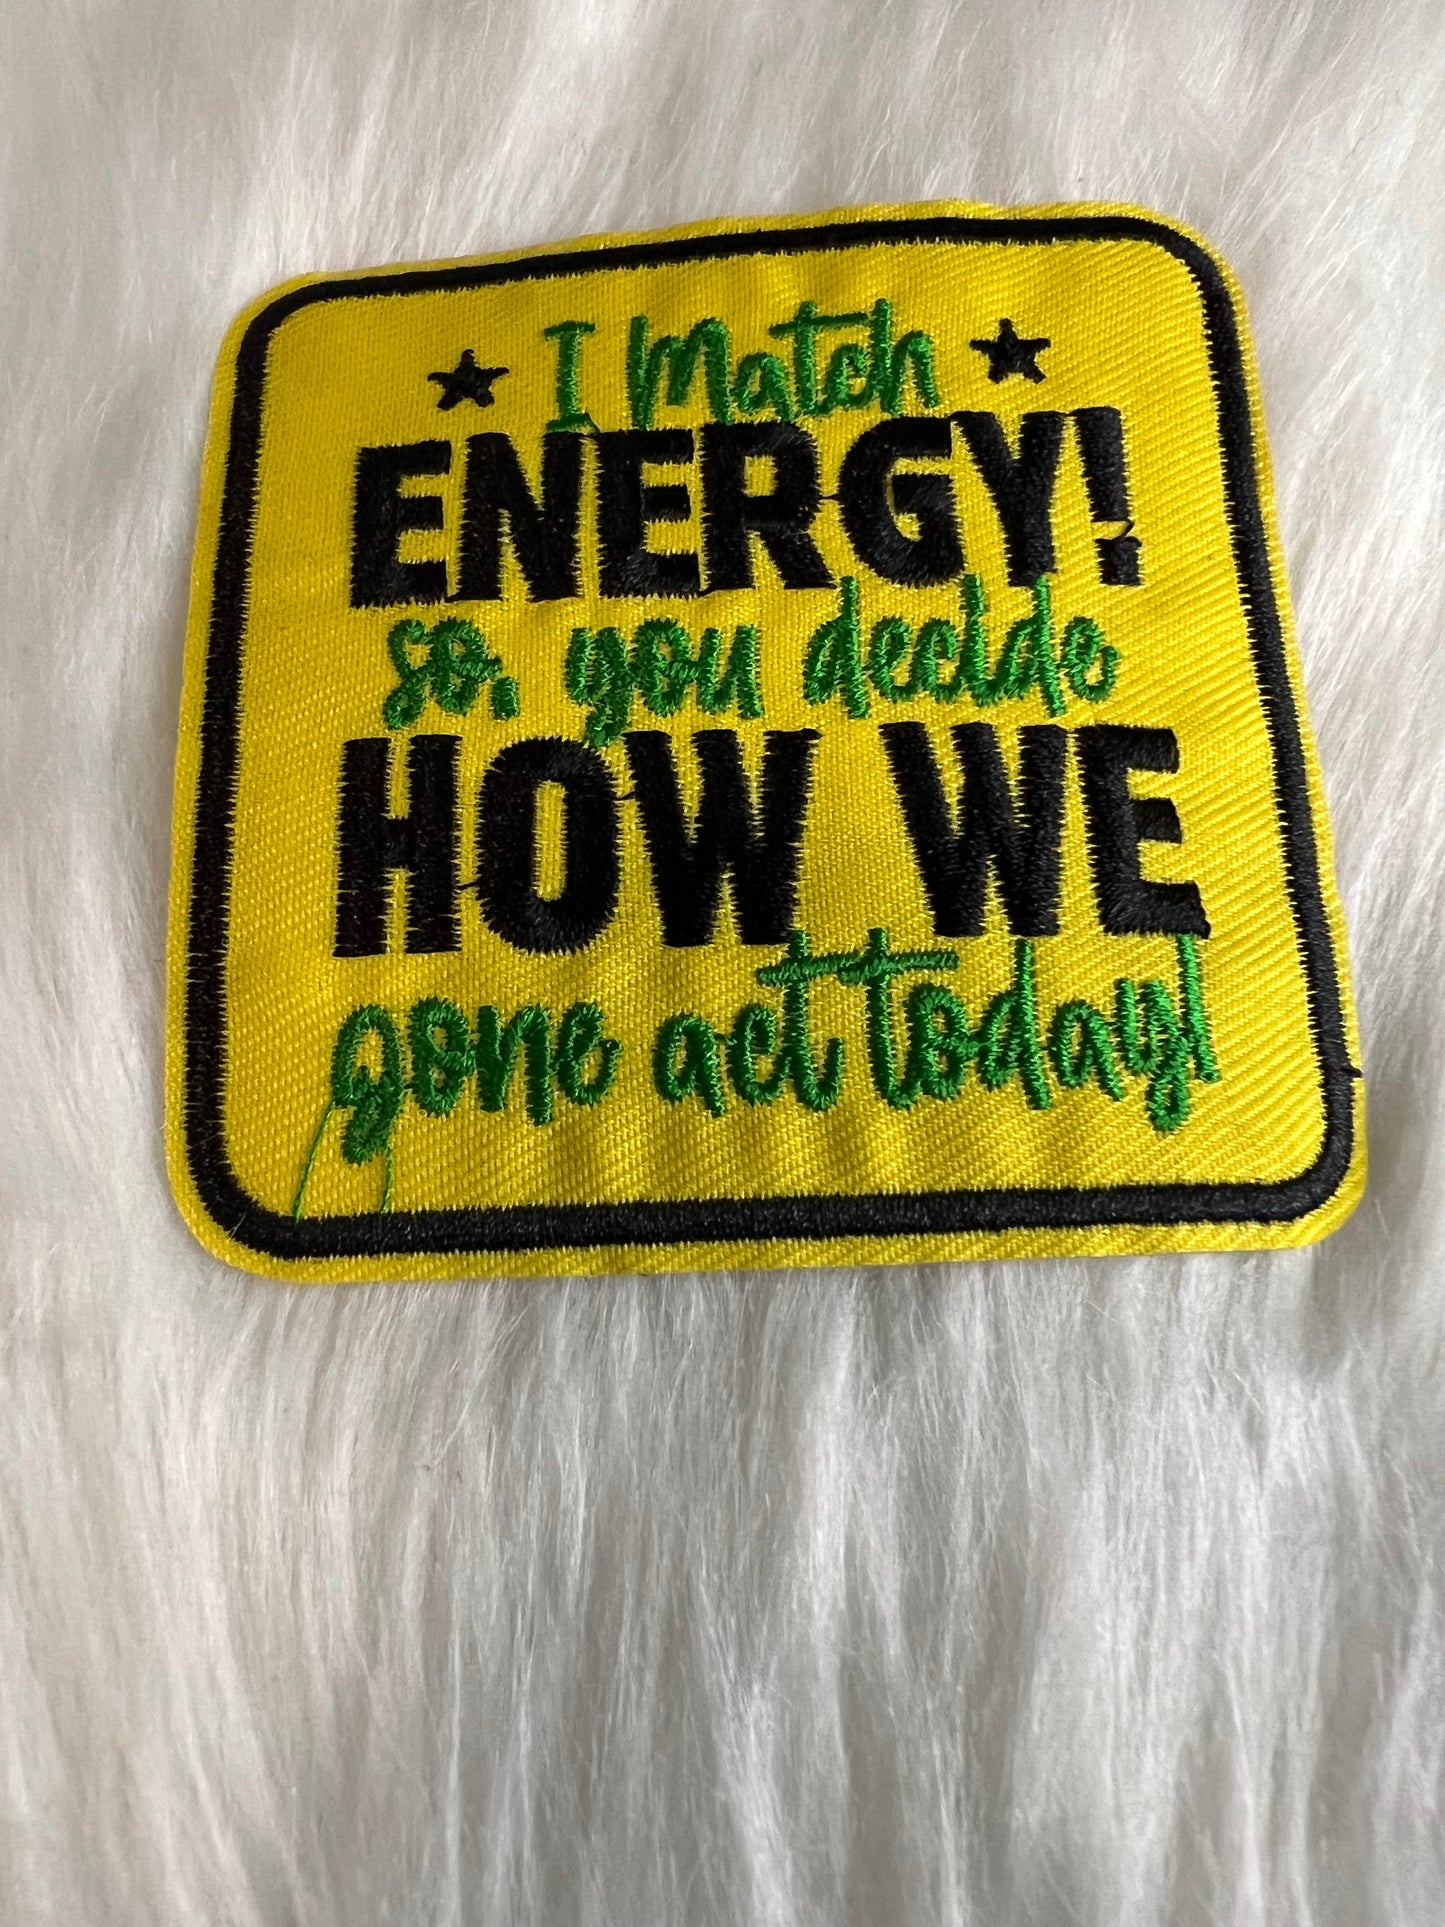 I Match
ENERGY!
so, you decide
HOW WE
gone act today!